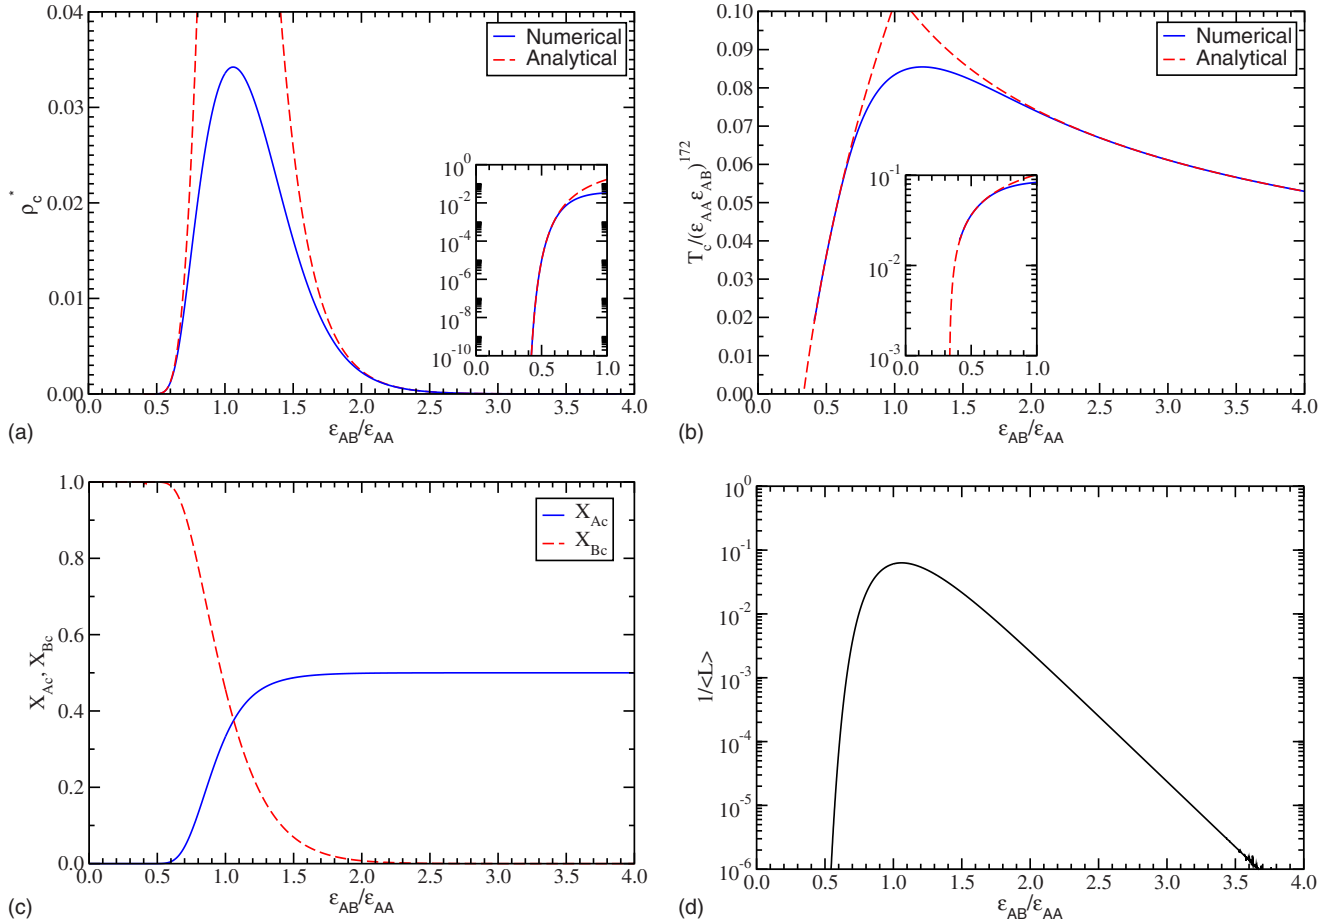 0.04
0.03
0.02
0.01
0.00
ρc*
Numerical
Analytical
10^0
10^-2
10^-4
10^-6
10^-8
10^-10
0.0 0.5 1.0
0.0 0.5 1.0 1.5 2.0 2.5 3.0 3.5 4.0
εAB/εAA
(a)
0.10
0.09
0.08
0.07
0.06
0.05
0.04
0.03
0.02
0.01
0.00
Tc/(εAA εAB)^172
Numerical
Analytical
10^-1
10^-2
10^-3
0.0 0.5 1.0
0.0 0.5 1.0 1.5 2.0 2.5 3.0 3.5 4.0
εAB/εAA
(b)
1.0
0.8
0.6
0.4
0.2
0.0
XAc, XBc
XAc
XBc
0.0 0.5 1.0 1.5 2.0 2.5 3.0 3.5 4.0
εAB/εAA
(c)
10^0
10^-1
10^-2
10^-3
10^-4
10^-5
10^-6
1/<L>
0.0 0.5 1.0 1.5 2.0 2.5 3.0 3.5 4.0
εAB/εAA
(d)